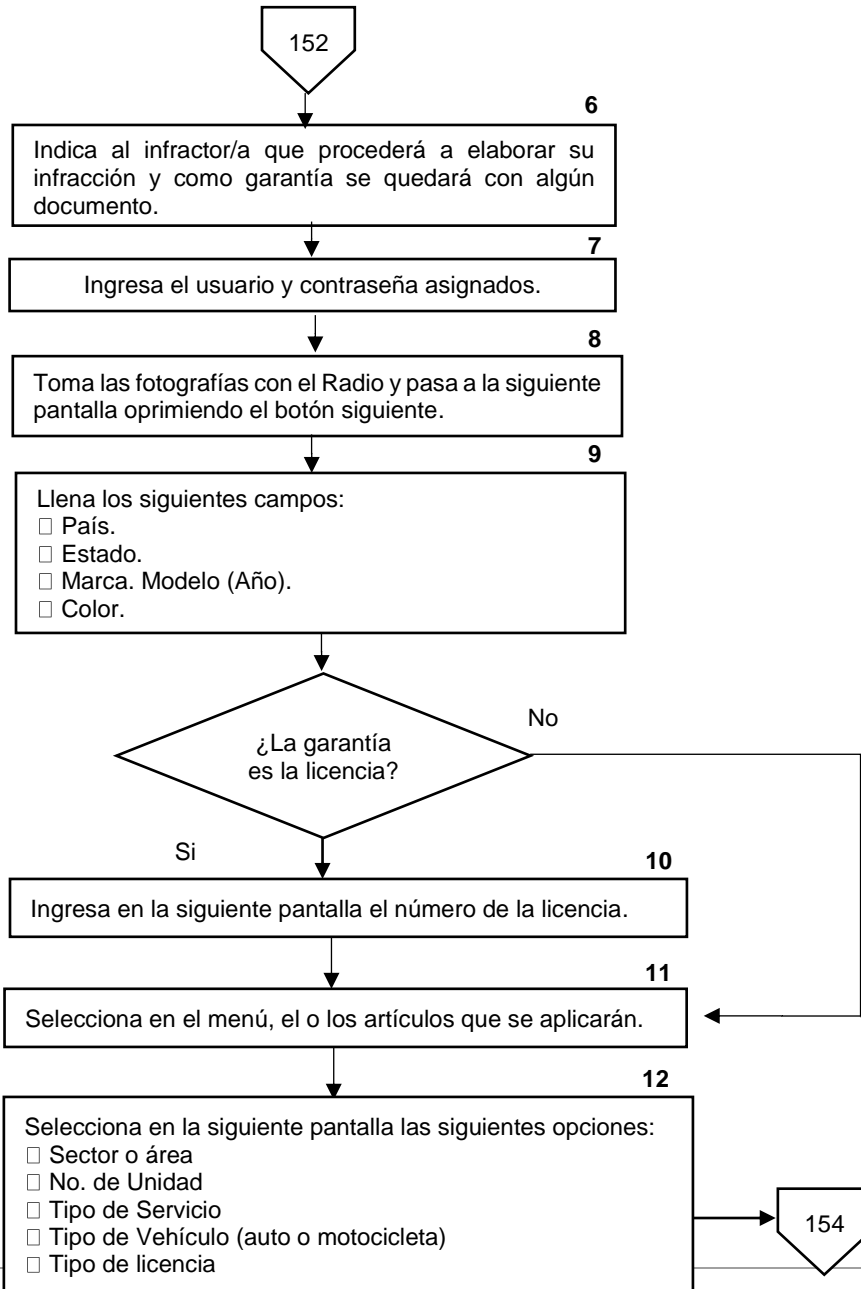 152
6
Indica al infractor/a que procederá a elaborar su
infracción y como garantía se quedará con algún
documento.
7
Ingresa el usuario y contraseña asignados.
8
Toma las fotografías con el Radio y pasa a la siguiente
pantalla oprimiendo el botón siguiente.
9
Llena los siguientes campos:
□ País.
□ Estado.
□ Marca. Modelo (Año).
□ Color.
¿La garantía
es la licencia?
No
Si
10
Ingresa en la siguiente pantalla el número de la licencia.
11
Selecciona en el menú, el o los artículos que se aplicarán.
12
Selecciona en la siguiente pantalla las siguientes opciones:
□ Sector o área
□ No. de Unidad
□ Tipo de Servicio
□ Tipo de Vehículo (auto o motocicleta)
□ Tipo de licencia
154